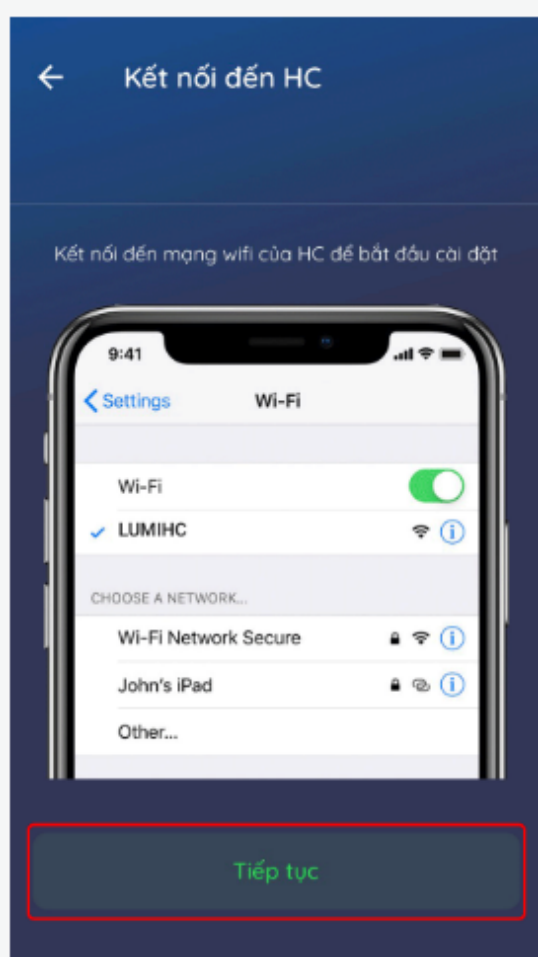 Kết nối đến HC
Kết nối đến mạng wifi của HC để bắt đầu cài đặt
9:41
Settings
Wi-Fi
Wi-Fi
LUMIHC
CHOOSE A NETWORK...
Wi-Fi Network Secure
John's iPad
Other...
Tiếp tục